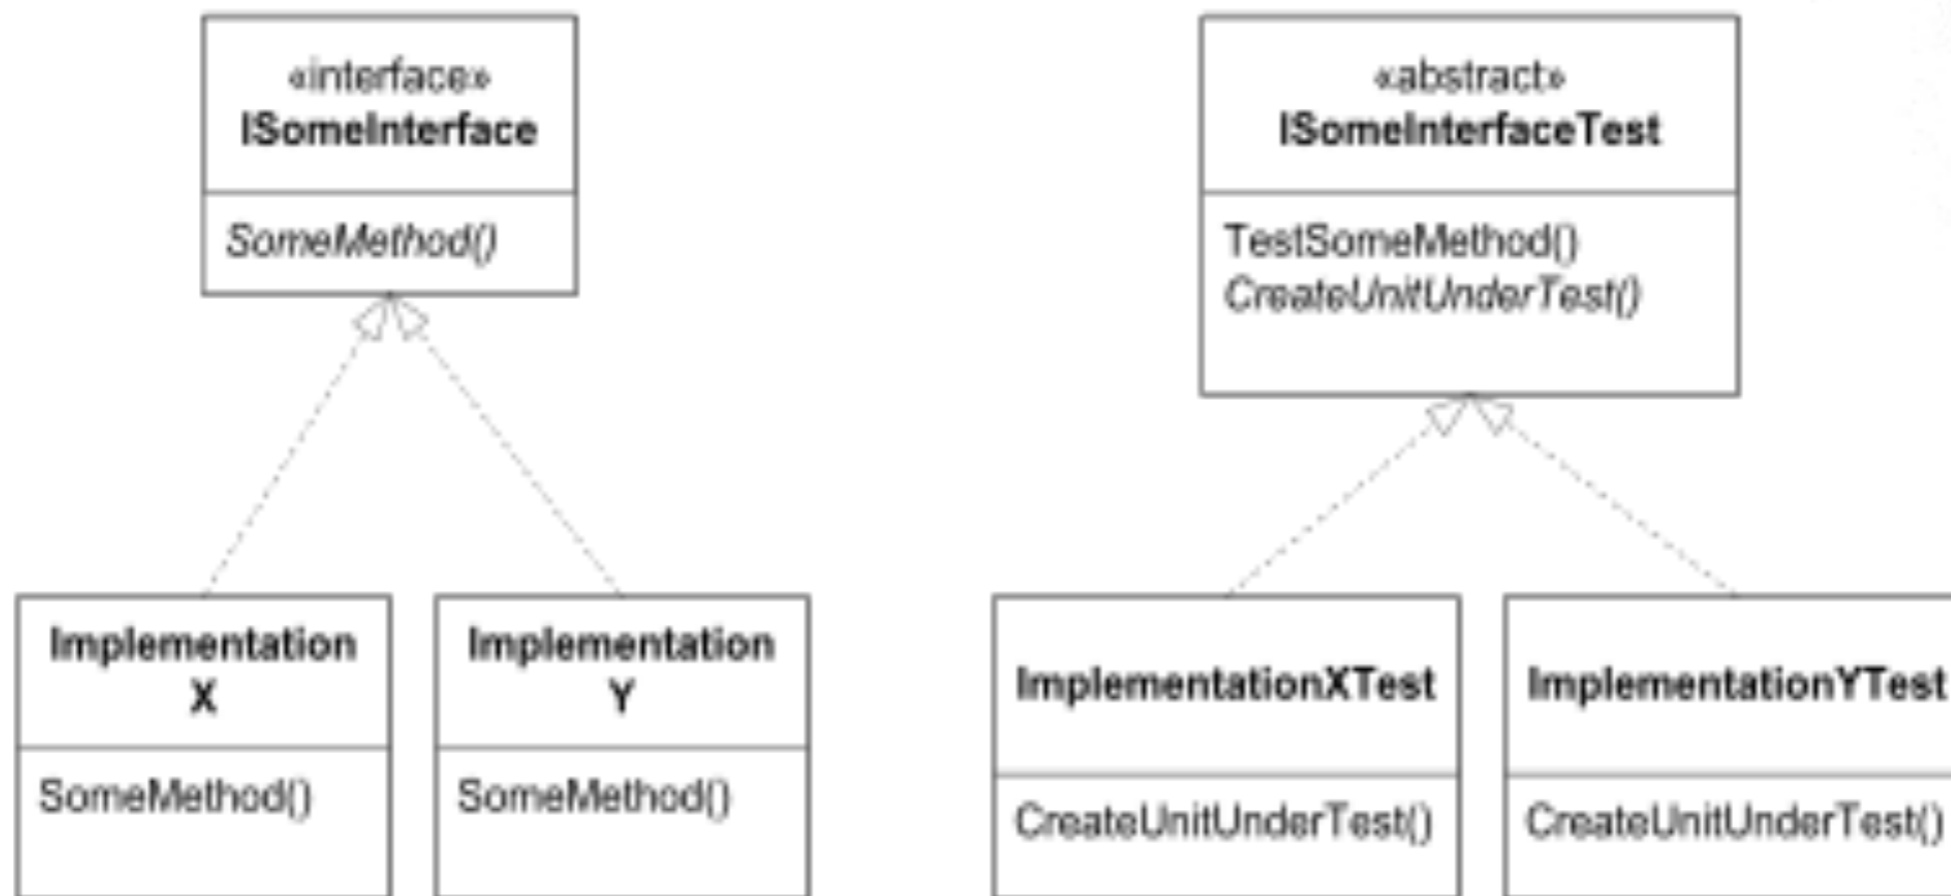 «interface»
ISomeInterface
SomeMethod()
«abstract»
ISomeInterfaceTest
TestSomeMethod()
CreateUnitUnderTest()
Implementation
X
SomeMethod()
Implementation
Y
SomeMethod()
ImplementationXTest
CreateUnitUnderTest()
ImplementationYTest
CreateUnitUnderTest()